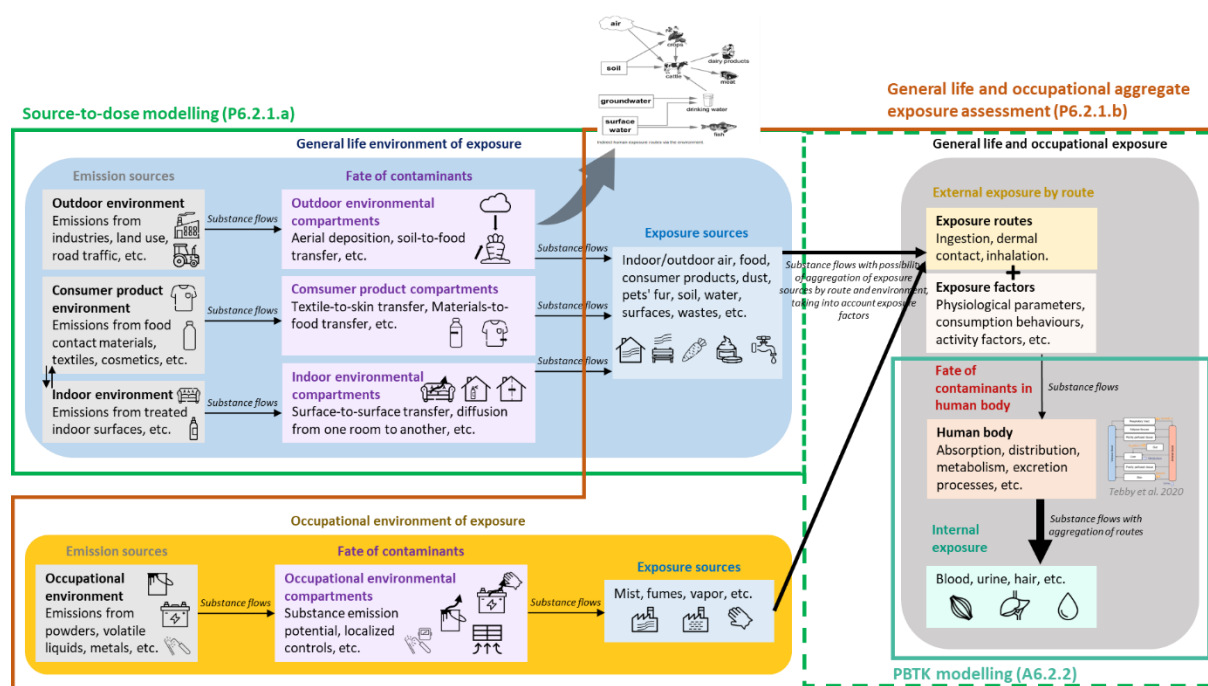 air
crops
dairy products
soil
cattle
meat
groundwater
drinking water
surface
water
fish
Source-to-dose modelling (P6.2.1.a)
General life and occupational aggregate
exposure assessment (P6.2.1.b)
General life environment of exposure
Emission sources
Fate of contaminants
Outdoor environment
Emissions from
industries, land use,
road traffic, etc.
Substance flows
Outdoor environmental
compartments
Aerial deposition, soil-to-food
transfer, etc.
Substance flows
Consumer product
environment
Emissions from food
contact materials,
textiles, cosmetics, etc.
Substance flows
Consumer product compartments
Textile-to-skin transfer, Materials-to-
food transfer, etc.
Substance flows
Indoor environment
Emissions from treated
indoor surfaces, etc.
Substance flows
Indoor environmental
compartments
Surface-to-surface transfer, diffusion
from one room to another, etc.
Substance flows
Exposure sources
Indoor/outdoor air, food,
consumer products, dust,
pets' fur, soil, water,
surfaces, wastes, etc.
Substance flows with possibility
of aggregation of exposure
sources by route and environment,
taking into account exposure
factors
General life and occupational exposure
External exposure by route
Exposure routes
Ingestion, dermal
contact, inhalation.
+
Exposure factors
Physiological parameters,
consumption behaviours,
activity factors, etc.
Fate of
contaminants in
human body
Substance flows
Human body
Absorption, distribution,
metabolism, excretion
processes, etc.
Tebby et al. 2020
Internal
exposure
Substance flows with
aggregation of routes
Blood, urine, hair, etc.
PBTK modelling (A6.2.2)
Occupational environment of exposure
Emission sources
Fate of contaminants
Occupational
environment
Emissions from
powders, volatile
liquids, metals, etc.
Substance flows
Occupational environmental
compartments
Substance emission
potential, localized
controls, etc.
Substance flows
Exposure sources
Mist, fumes, vapor, etc.